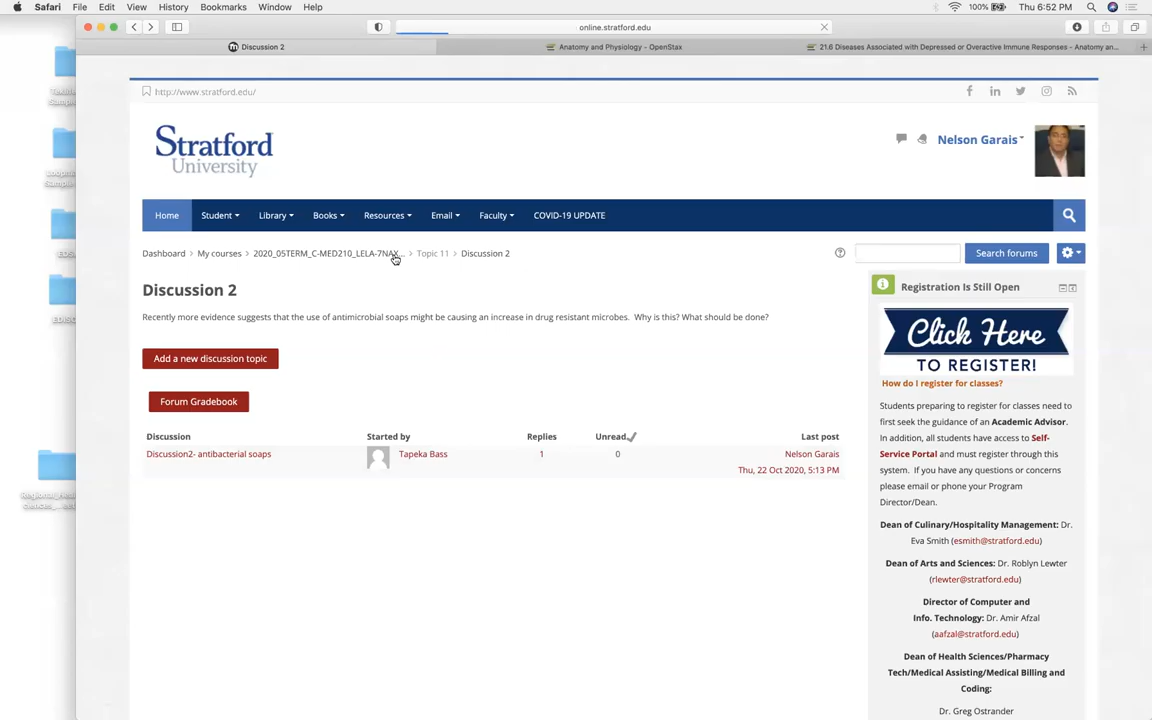 Safari File Edit View History Bookmarks Window Help 100% Thu 6:52 PM
online.stratford.edu
Discussion 2 Anatomy and Physiology - OpenStax 21.6 Diseases Associated with Depressed or Overactive Immune Responses - Anatomy an...
http://www.stratford.edu/
Stratford
University
Nelson Garais
Home Student Library Books Resources Email Faculty COVID-19 UPDATE
Dashboard My courses 2020_05TERM_C-MED210_LELA-7NAX... Topic 11 Discussion 2 Search forums
Discussion 2
Recently more evidence suggests that the use of antimicrobial soaps might be causing an increase in drug resistant microbes. Why is this? What should be done?
Add a new discussion topic
Forum Gradebook
Discussion Started by Replies Unread Last post
Discussion2- antibacterial soaps Tapeka Bass 1 0 Nelson Garais
Thu, 22 Oct 2020, 5:13 PM
Registration Is Still Open
Click Here
TO REGISTER!
How do I register for classes?
Students preparing to register for classes need to
first seek the guidance of an Academic Advisor.
In addition, all students have access to Self-
Service Portal and must register through this
system. If you have any questions or concerns
please email or phone your Program
Director/Dean.
Dean of Culinary/Hospitality Management: Dr.
Eva Smith (esmith@stratford.edu)
Dean of Arts and Sciences: Dr. Roblyn Lewter
(rlewter@stratford.edu)
Director of Computer and
Info. Technology: Dr. Amir Afzal
(aafzal@stratford.edu)
Dean of Health Sciences/Pharmacy
Tech/Medical Assisting/Medical Billing and
Coding:
Dr. Greg Ostrander